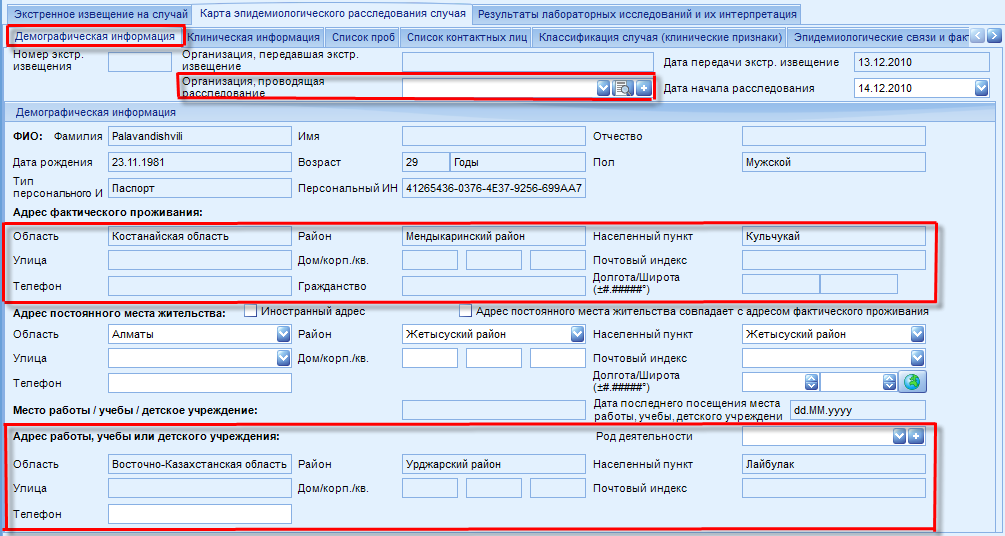 Экстренное извещение на случай Карта эпидемиологического расследования случая Результаты лабораторных исследований и их интерпретация
Демографическая информация Клиническая информация Список проб Список контактных лиц Классификация случая (клинические признаки) Эпидемиологические связи и фак
Номер экстр. извещения Организация, передавшая экстр. извещение Дата передачи экстр. извещение 13.12.2010
Организация, проводящая расследование Дата начала расследования 14.12.2010
Демографическая информация
ФИО: Фамилия Palavandishvili Имя Отчество
Дата рождения 23.11.1981 Возраст 29 Годы Пол Мужской
Тип персонального И Паспорт Персональный ИН 41265436-0376-4E37-9256-699AA7
Адрес фактического проживания:
Область Костанайская область Район Мендыкаринский район Населенный пункт Кульчукай
Улица Дом/корп./кв. Почтовый индекс
Телефон Гражданство Долгота/Широта (±#.#####°)
Адрес постоянного места жительства: Иностранный адрес Адрес постоянного места жительства совпадает с адресом фактического проживания
Область Алматы Район Жетысуский район Населенный пункт Жетысуский район
Улица Дом/корп./кв. Почтовый индекс
Телефон Долгота/Широта (±#.#####°)
Место работы / учебы / детское учреждение: Дата последнего посещения места работы, учебы, детского учреждени dd.MM.yyyy
Адрес работы, учебы или детского учреждения: Род деятельности
Область Восточно-Казахстанская область Район Урджарский район Населенный пункт Лайбулак
Улица Дом/корп./кв. Почтовый индекс
Телефон